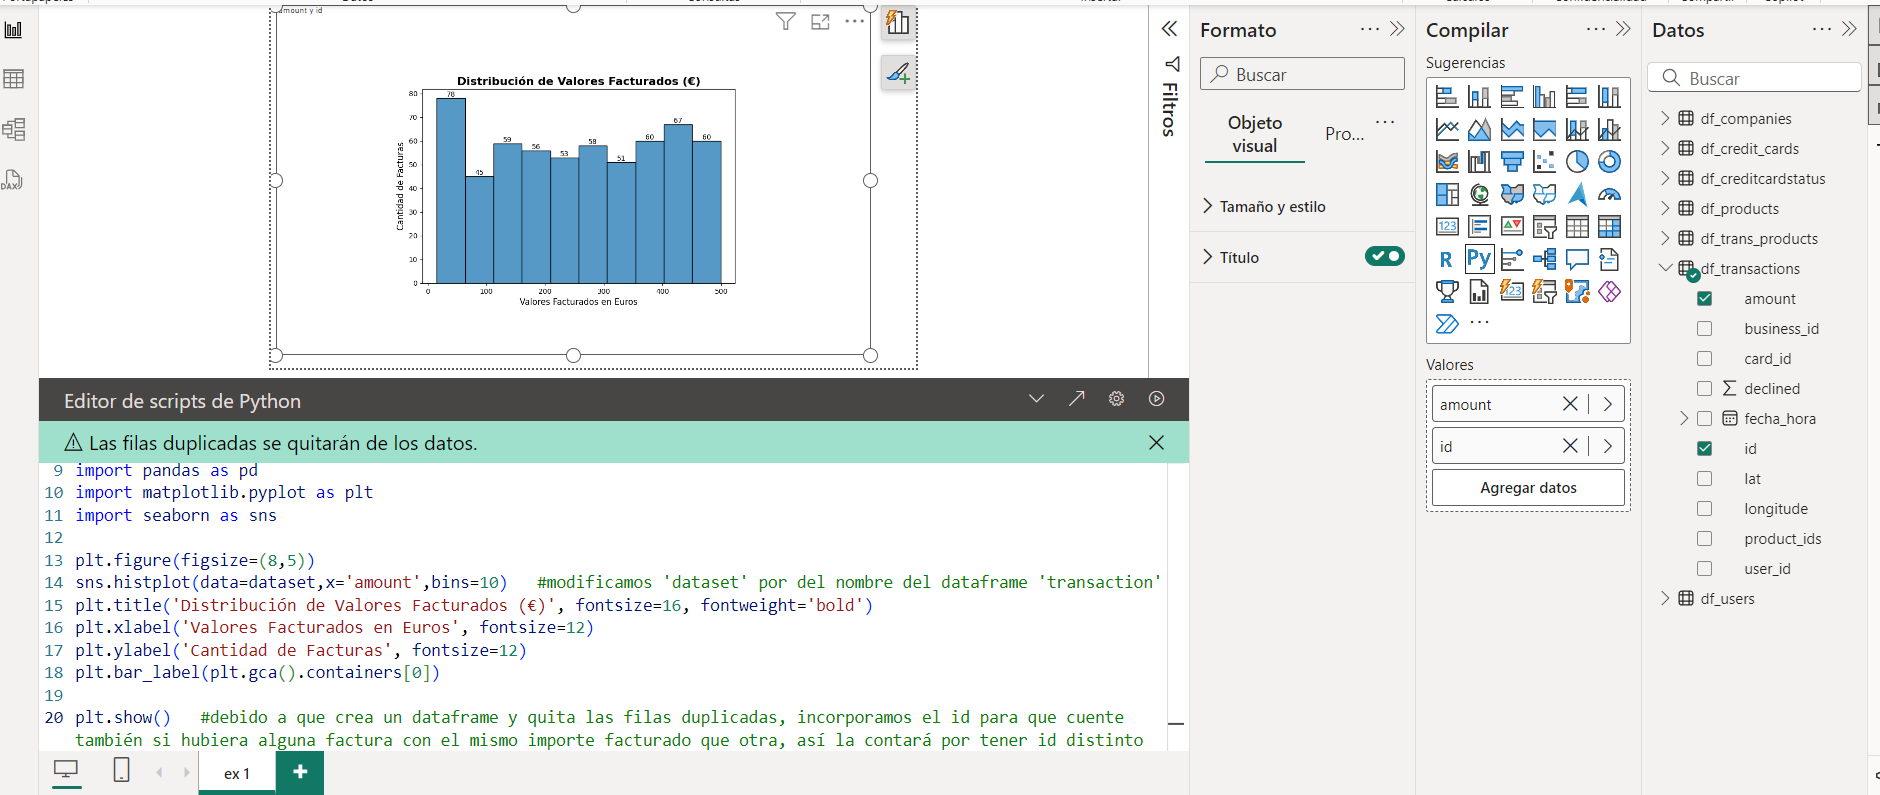 amount y id
Distribución de Valores Facturados (€)
Cantidad de Facturas
80
70
60
50
40
30
20
10
0
78
45
59
56
53
58
51
60
67
60
0
100
200
300
400
500
Valores Facturados en Euros
Filtros
Formato
Buscar
Objeto visual
Pro...
Tamaño y estilo
Título
Compilar
Sugerencias
R
Py
123
123
Valores
amount
id
Agregar datos
Datos
Buscar
df_companies
df_credit_cards
df_creditcardstatus
df_products
df_trans_products
df_transactions
amount
business_id
card_id
declined
fecha_hora
id
lat
longitude
product_ids
user_id
df_users
DAX
Editor de scripts de Python
Las filas duplicadas se quitarán de los datos.
9 import pandas as pd
10 import matplotlib.pyplot as plt
11 import seaborn as sns
12
13 plt.figure(figsize=(8,5))
14 sns.histplot(data=dataset,x='amount',bins=10)   #modificamos 'dataset' por del nombre del dataframe 'transaction'
15 plt.title('Distribución de Valores Facturados (€)', fontsize=16, fontweight='bold')
16 plt.xlabel('Valores Facturados en Euros', fontsize=12)
17 plt.ylabel('Cantidad de Facturas', fontsize=12)
18 plt.bar_label(plt.gca().containers[0])
19
20 plt.show()   #debido a que crea un dataframe y quita las filas duplicadas, incorporamos el id para que cuente
también si hubiera alguna factura con el mismo importe facturado que otra, así la contará por tener id distinto
ex 1